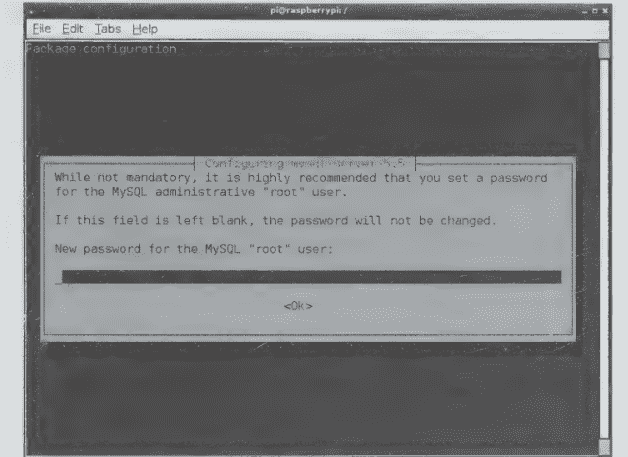 pi@raspberrypi: /
File Edit Tabs Help
Package configuration
Configuring
While not mandatory, it is highly recommended that you set a password
for the MySQL administrative "root" user.
If this field is left blank, the password will not be changed.
New password for the MySQL "root" user:
<Ok>